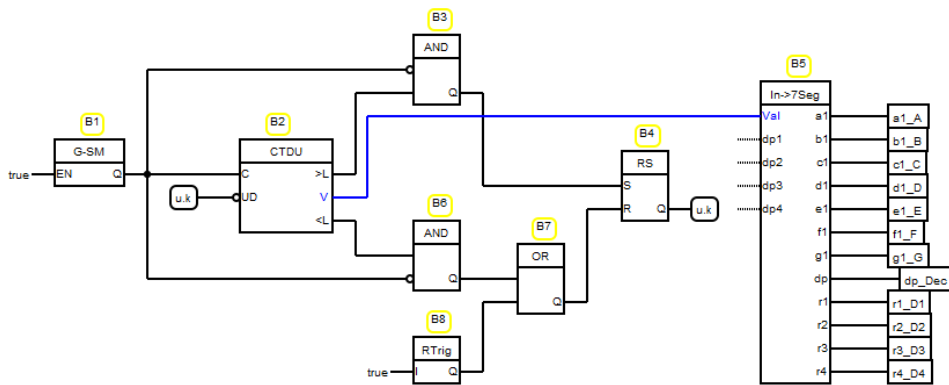 B3
AND
Q
B5
In->7Seg
Val
a1
a1_A
dp1
b1
b1_B
dp2
c1
c1_C
dp3
d1
d1_D
dp4
e1
e1_E
f1
f1_F
g1
g1_G
dp
dp_Dec
r1
r1_D1
r2
r2_D2
r3
r3_D3
r4
r4_D4
B1
G-SM
true
EN
Q
B2
CTDU
C
>L
V
UD
<L
u.k
B4
RS
S
R
Q
u.k
B6
AND
Q
B7
OR
Q
B8
RTrig
true
I
Q